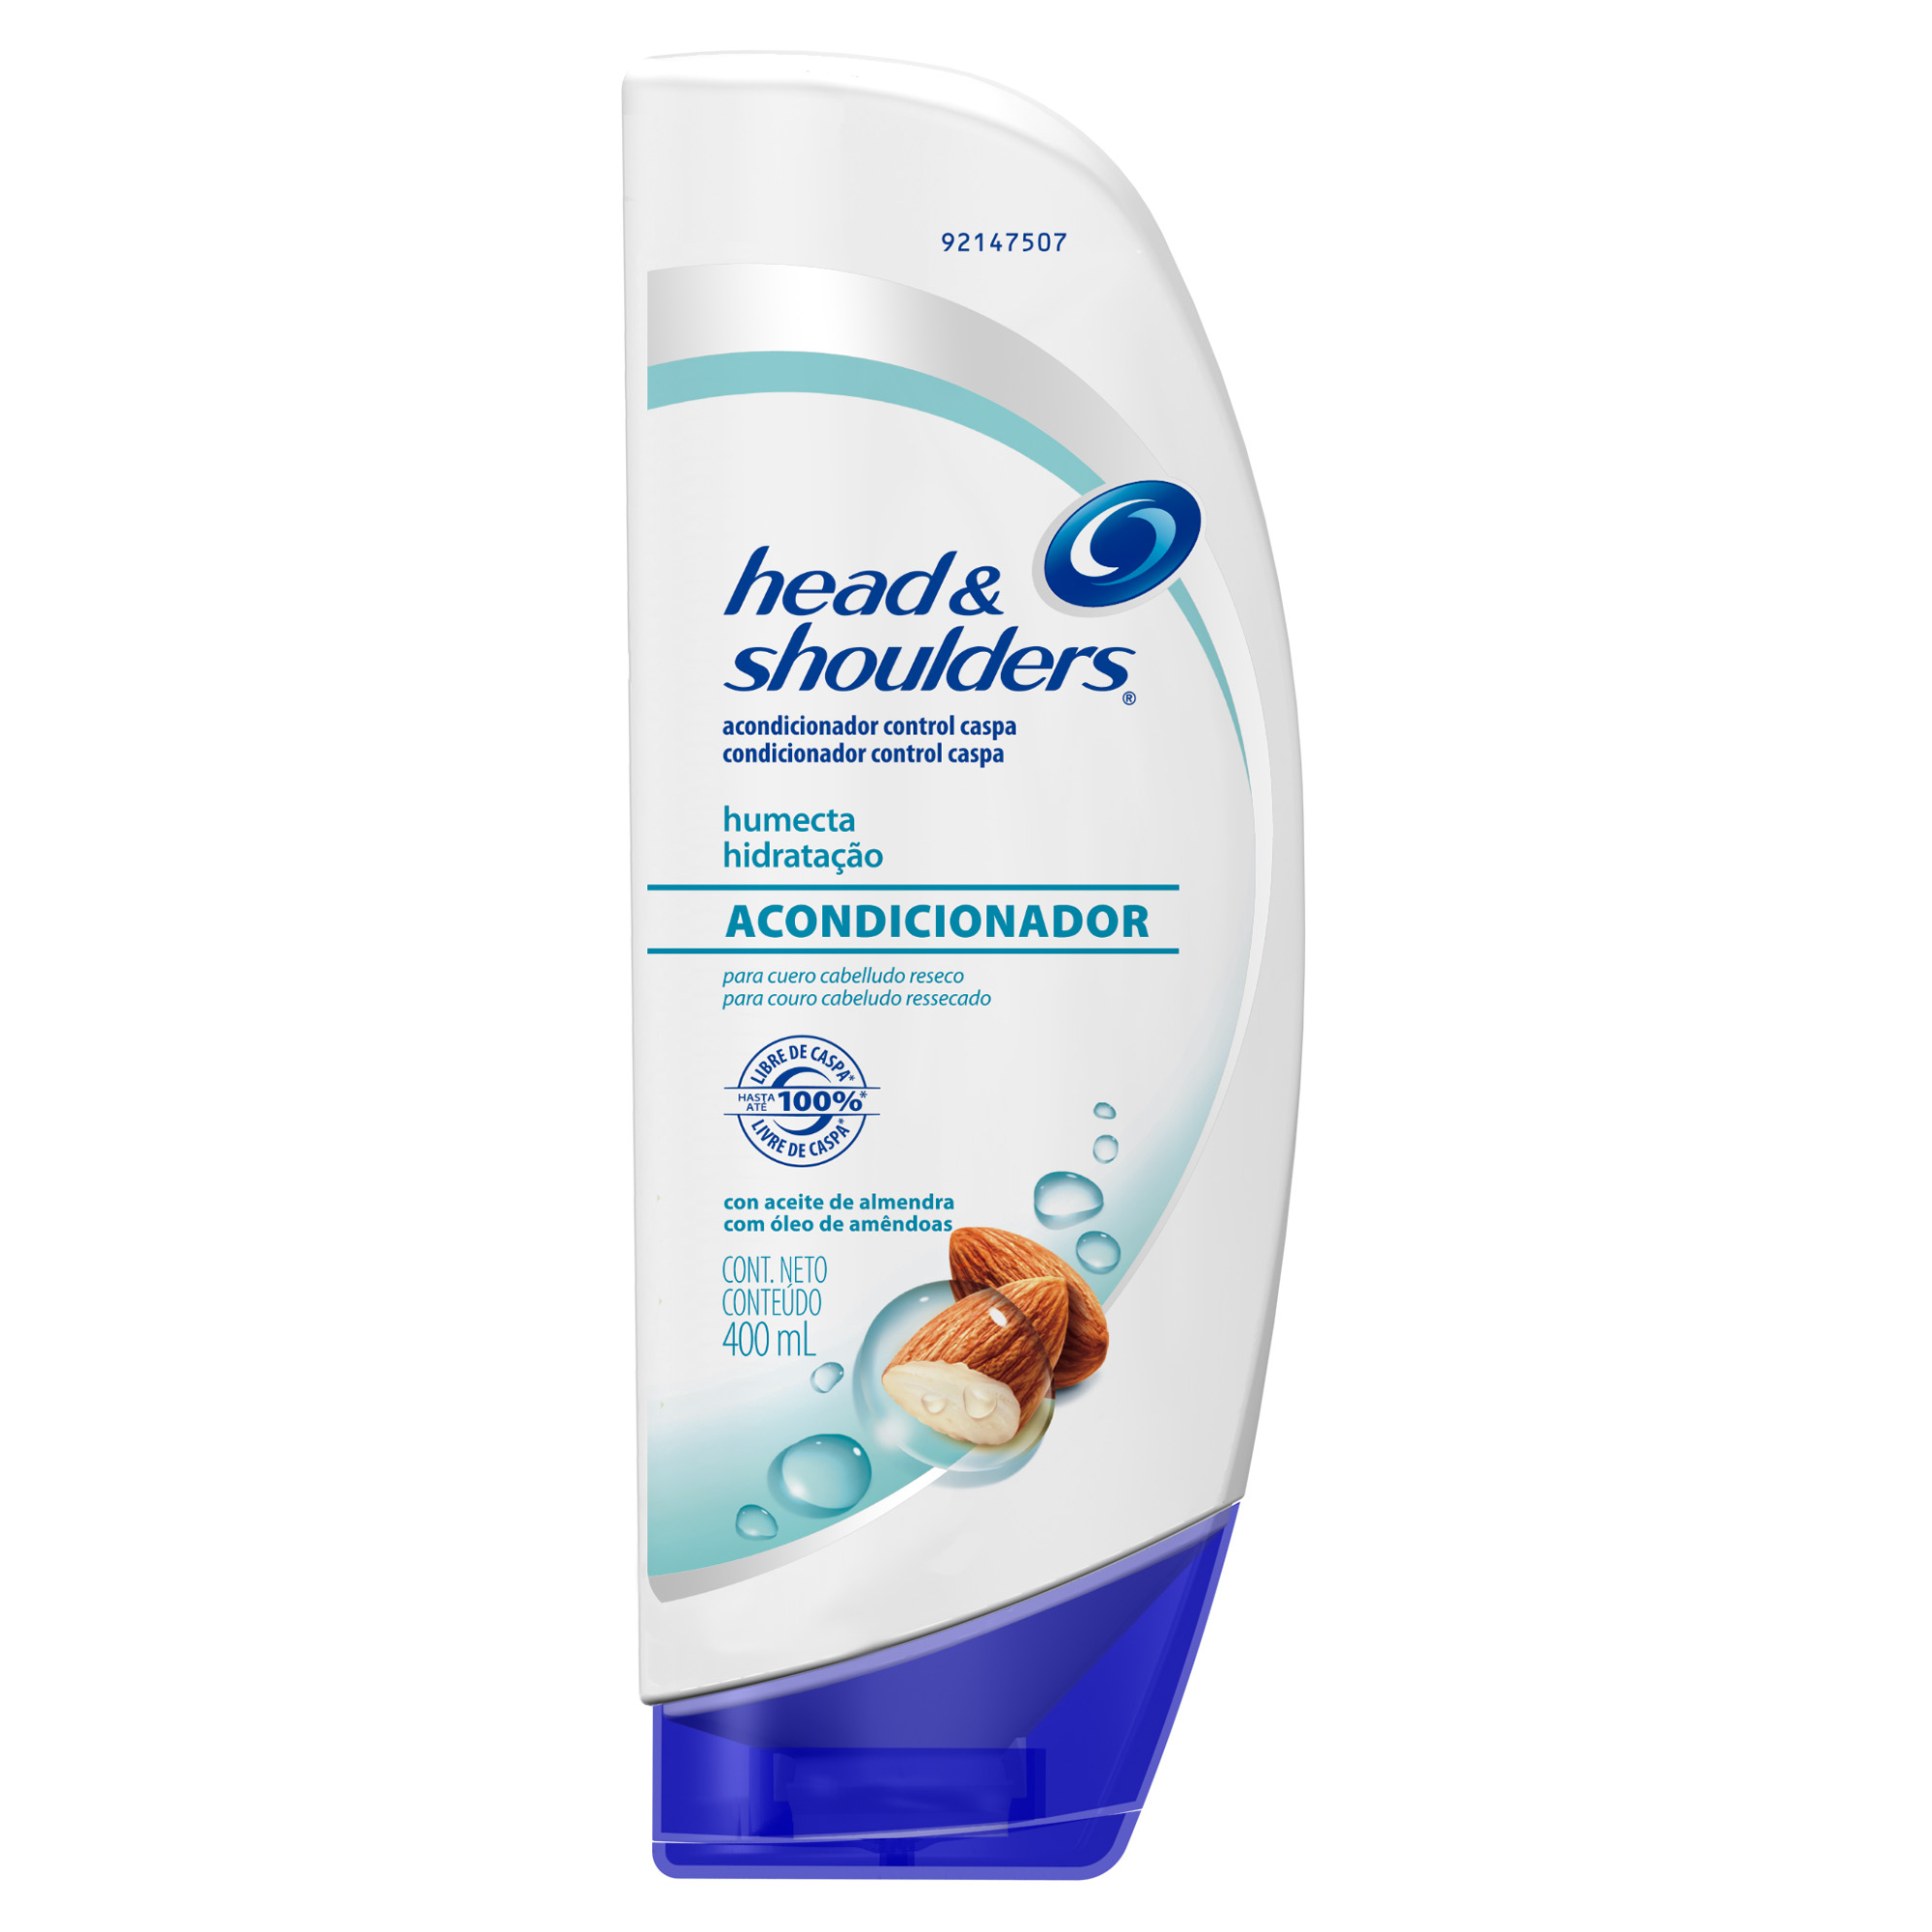 92147507
head &
shoulders®
acondicionador control caspa
condicionador control caspa
humecta
hidratação
ACONDICIONADOR
para cuero cabelludo reseco
para couro cabeludo ressecado
LIBRE DE CASPA*
HASTA
ATÉ
100%*
LIVRE DE CASPA*
con aceite de almendra
com óleo de amêndoas
CONT. NETO
CONTEÚDO
400 mL